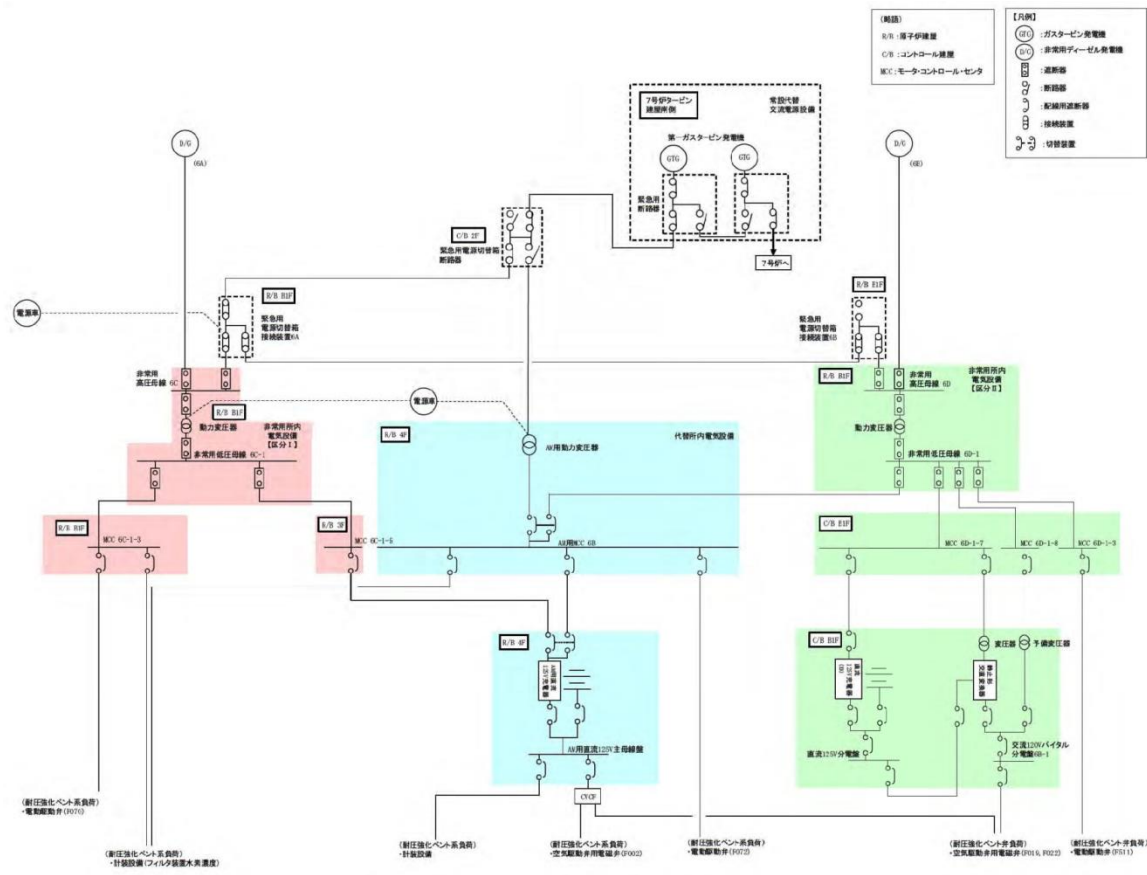 (略語)
R/B :原子炉建屋
C/B :コントロール建屋
MCC:モータ・コントロール・センタ
【凡例】
GTG :ガスタービン発電機
D/G :非常用ディーゼル発電機
:遮断器
:断路器
:配線用遮断器
:接続装置
:切替装置
7号炉タービン
建屋南側
常設代替
交流電源設備
第一ガスタービン発電機
GTG
GTG
緊急用
断路器
7号炉へ
D/G
(6A)
D/G
(6B)
C/B 2F
緊急用電源切替箱
断路器
R/B B1F
緊急用
電源切替箱
接続装置6A
電源車
緊急用
電源切替箱
接続装置6B
非常用
高圧母線 6C
R/B B1F
動力変圧器
非常用所内
電気設備
【区分Ⅰ】
非常用低圧母線 6C-1
電源車
R/B B1F
非常用
高圧母線 6D
非常用所内
電気設備
【区分Ⅱ】
動力変圧器
非常用低圧母線 6D-1
R/B 4F
代替所内電気設備
AM用動力変圧器
R/B B1F
MCC 6C-1-3
MCC 6C-1-5
AM用MCC 6B
MCC 6D-1-7
MCC 6D-1-8
MCC 6D-1-3
R/B 4F
AM用直流
125V充電器
AM用直流125V主母線盤
CVCF
C/B B1F
直流
125V充電器
直流125V分電盤
変圧器
予備変圧器
静止形
交直変換器
交流120Vバイタル
分電盤6B-1
(耐圧強化ベント系負荷)
・電動駆動弁(F070)
(耐圧強化ベント系負荷)
・計装設備(フィルタ装置水素濃度)
(耐圧強化ベント系負荷)
・計装設備
(耐圧強化ベント系負荷)
・空気駆動弁用電磁弁(F002)
(耐圧強化ベント系負荷)
・電動駆動弁(F072)
(耐圧強化ベント弁負荷)
・空気駆動弁用電磁弁(F019, F022)
(耐圧強化ベント弁負荷)
・電動駆動弁(F511)